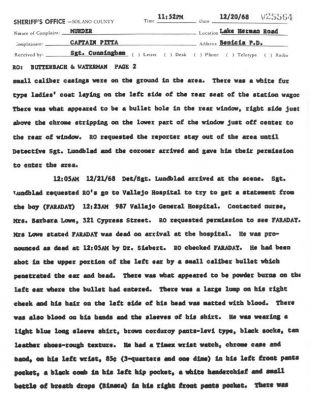 SHERIFF'S OFFICE —SOLANO COUNTY Time 11:52PM Date 12/20/68 V25564
Nature of Complaint: MURDER Location Lake Herman Road
Complainant: CAPTAIN PITTA Address Benicia P.D.
Received by: Sgt. Cunningham ( ) Letter ( ) Desk ( ) Phone ( ) Teletype ( ) Radio
RO: BUTTERBACH & WATERMAN PAGE 2
small caliber casings were on the ground in the area. There was a white fur
type ladies' coat laying on the left side of the rear seat of the station wagon
There was what appeared to be a bullet hole in the rear window, right side just
above the chrome stripping on the lower part of the window just off center to
the rear of window. RO requested the reporter stay out of the area until
Detective Sgt. Lundblad and the coroner arrived and gave him their permission
to enter the area.
12:05AM 12/21/68 Det/Sgt. Lundblad arrived at the scene. Sgt.
Lundblad requested RO's go to Vallejo Hospital to try to get a statement from
the boy (FARADAY) 12:23AM 987 Vallejo General Hospital. Contacted nurse,
Mrs. Barbara Lowe, 321 Cypress Street. RO requested permission to see FARADAY.
Mrs Lowe stated FARADAY was dead on arrival at the hospital. He was pro-
nounced as dead at 12:05AM by Dr. Siebert. RO checked FARADAY. He had been
shot in the upper portion of the left ear by a small caliber bullet which
penetrated the ear and head. There was what appeared to be powder burns on the
left ear where the bullet had entered. There was a large lump on his right
cheek and his hair on the left side of his head was matted with blood. There
was also blood on his hands and the sleeves of his shirt. He was wearing a
light blue long sleeve shirt, brown corduroy pants-levi type, black socks, tan
leather shoes-rough texture. He had a Timex wrist watch, chrome case and
band, on his left wrist, 85¢ (3-quarters and one dime) in his left front pants
pocket, a black comb in his left hip pocket, a white handerchief and small
bottle of breath drops (Binaca) in his right front pants pocket. There was